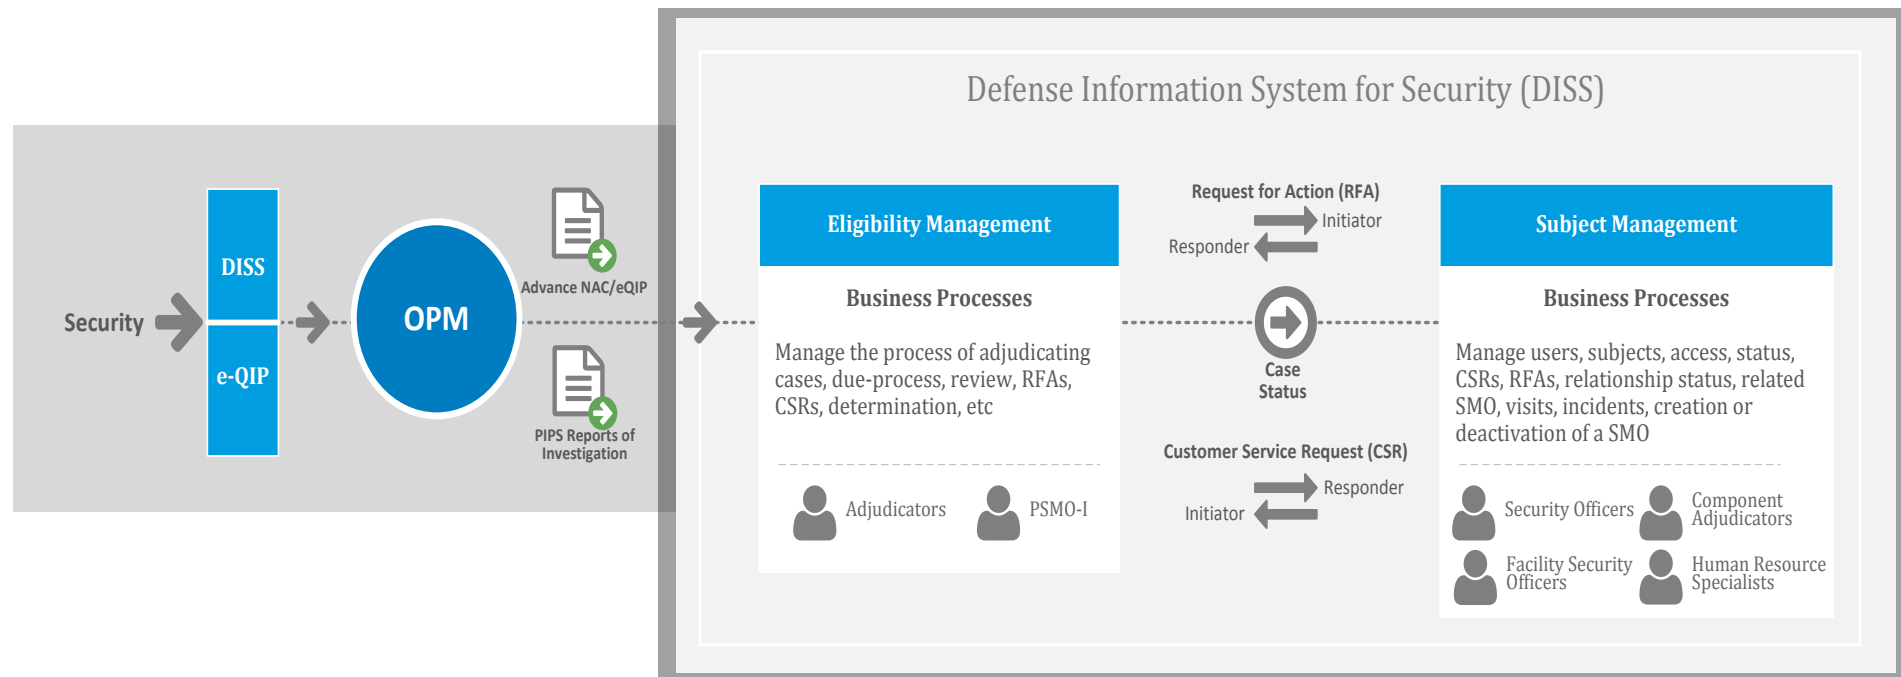 Defense Information System for Security (DISS)
Security
DISS
e-QIP
OPM
Advance NAC/eQIP
PIPS Reports of
Investigation
Eligibility Management
Business Processes
Manage the process of adjudicating
cases, due-process, review, RFAs,
CSRs, determination, etc
Adjudicators
PSMO-I
Request for Action (RFA)
Initiator
Responder
Case
Status
Customer Service Request (CSR)
Responder
Initiator
Subject Management
Business Processes
Manage users, subjects, access, status,
CSRs, RFAs, relationship status, related
SMO, visits, incidents, creation or
deactivation of a SMO
Security Officers
Component
Adjudicators
Facility Security
Officers
Human Resource
Specialists